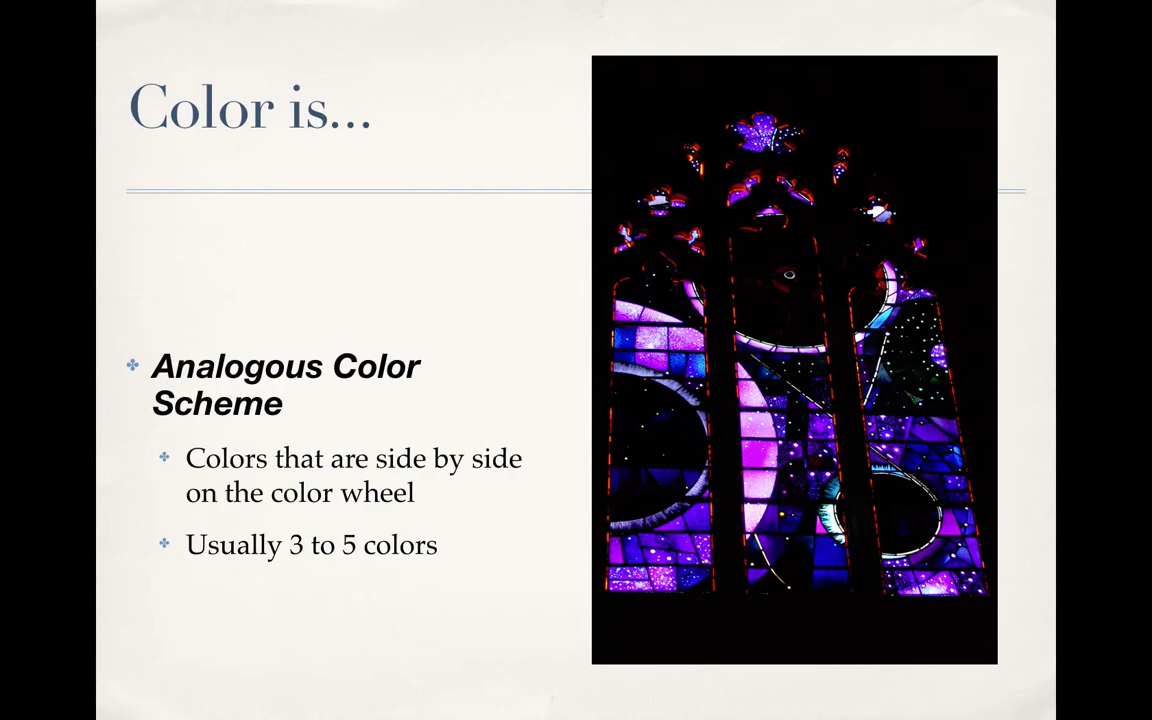 Color is...
Analogous Color
Scheme
Colors that are side by side
on the color wheel
Usually 3 to 5 colors